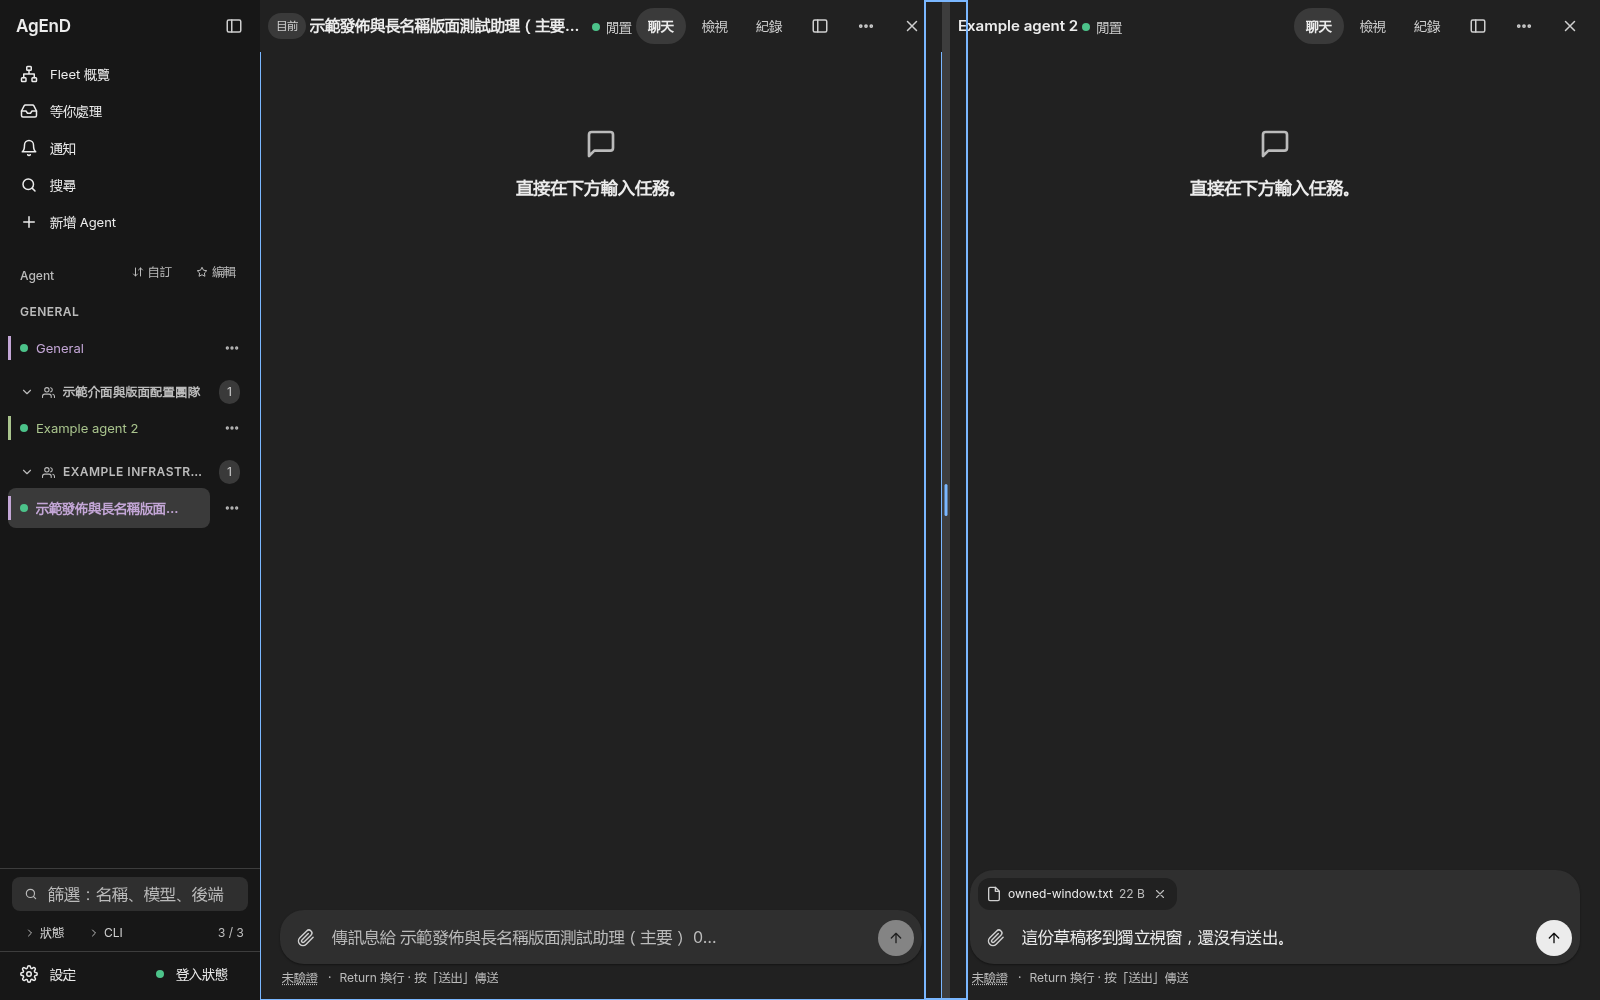 AgEnD
Fleet 概覽
等你處理
通知
搜尋
新增 Agent
Agent
自訂
編輯
GENERAL
General
示範介面與版面配置團隊
1
Example agent 2
EXAMPLE INFRASTR...
1
示範發佈與長名稱版面...
篩選：名稱、模型、後端
狀態
CLI
3 / 3
設定
登入狀態
目前
示範發佈與長名稱版面測試助理（主要...
閒置
聊天
檢視
紀錄
直接在下方輸入任務。
傳訊息給 示範發佈與長名稱版面測試助理（主要） 0...
未驗證 · Return 換行 · 按「送出」傳送
Example agent 2
閒置
聊天
檢視
紀錄
直接在下方輸入任務。
owned-window.txt 22 B
這份草稿移到獨立視窗，還沒有送出。
未驗證 · Return 換行 · 按「送出」傳送